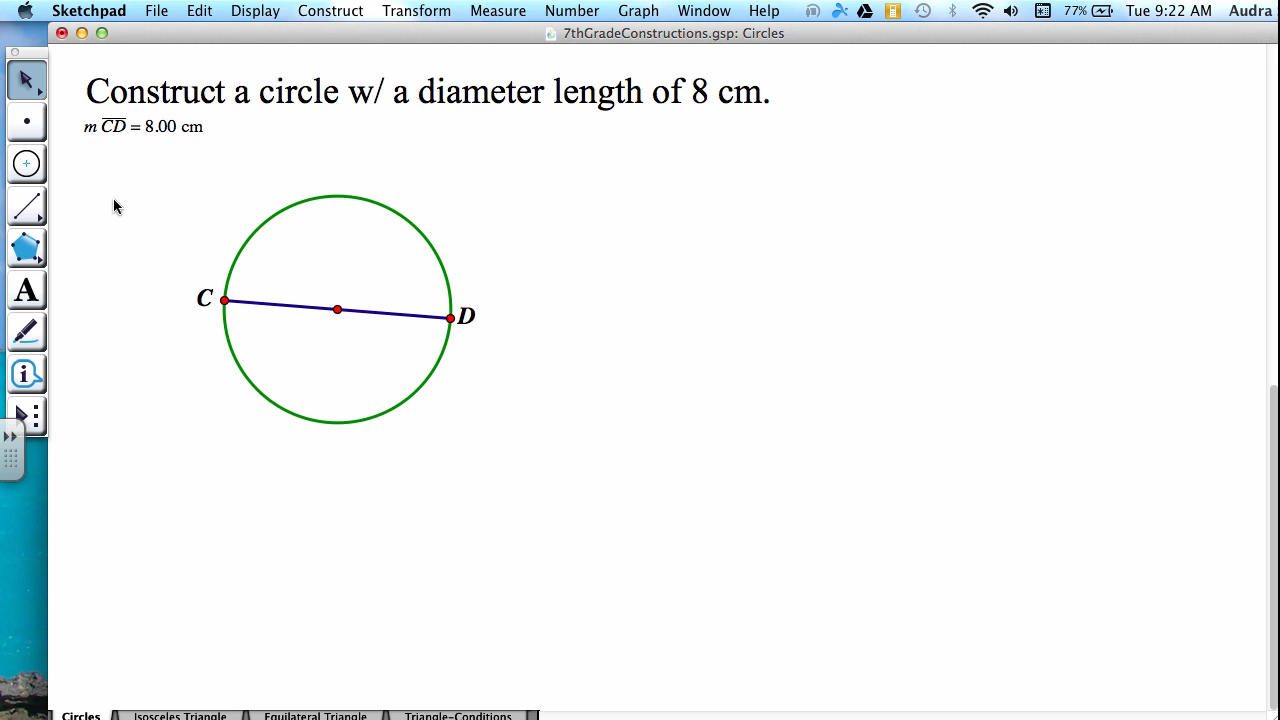 Sketchpad File Edit Display Construct Transform Measure Number Graph Window Help 77% Tue 9:22 AM Audra
7thGradeConstructions.gsp: Circles
Construct a circle w/ a diameter length of 8 cm.
m CD = 8.00 cm
A
C
D
Circles Isosceles Triangle Equilateral Triangle Triangle-Conditions